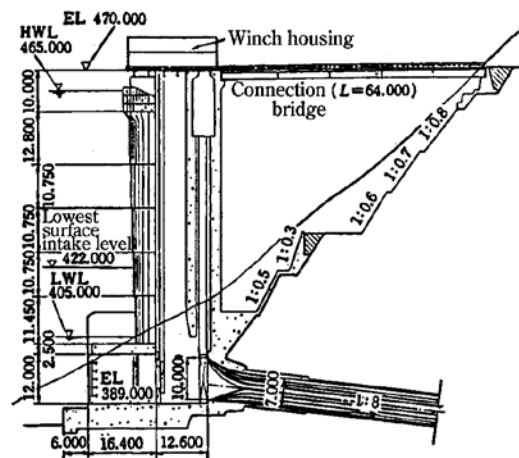 EL 470.000
HWL
465.000
Winch housing
Connection (L=64.000)
bridge
10.000
12.800
10.750
10.750
10.750
11.450
2.500
12.000
Lowest
surface
intake level
422.000
LWL
405.000
EL
389.000
10.000
7.000
1:8
1:0.8
1:0.7
1:0.6
1:0.3
1:0.5
6.000
16.400
12.600